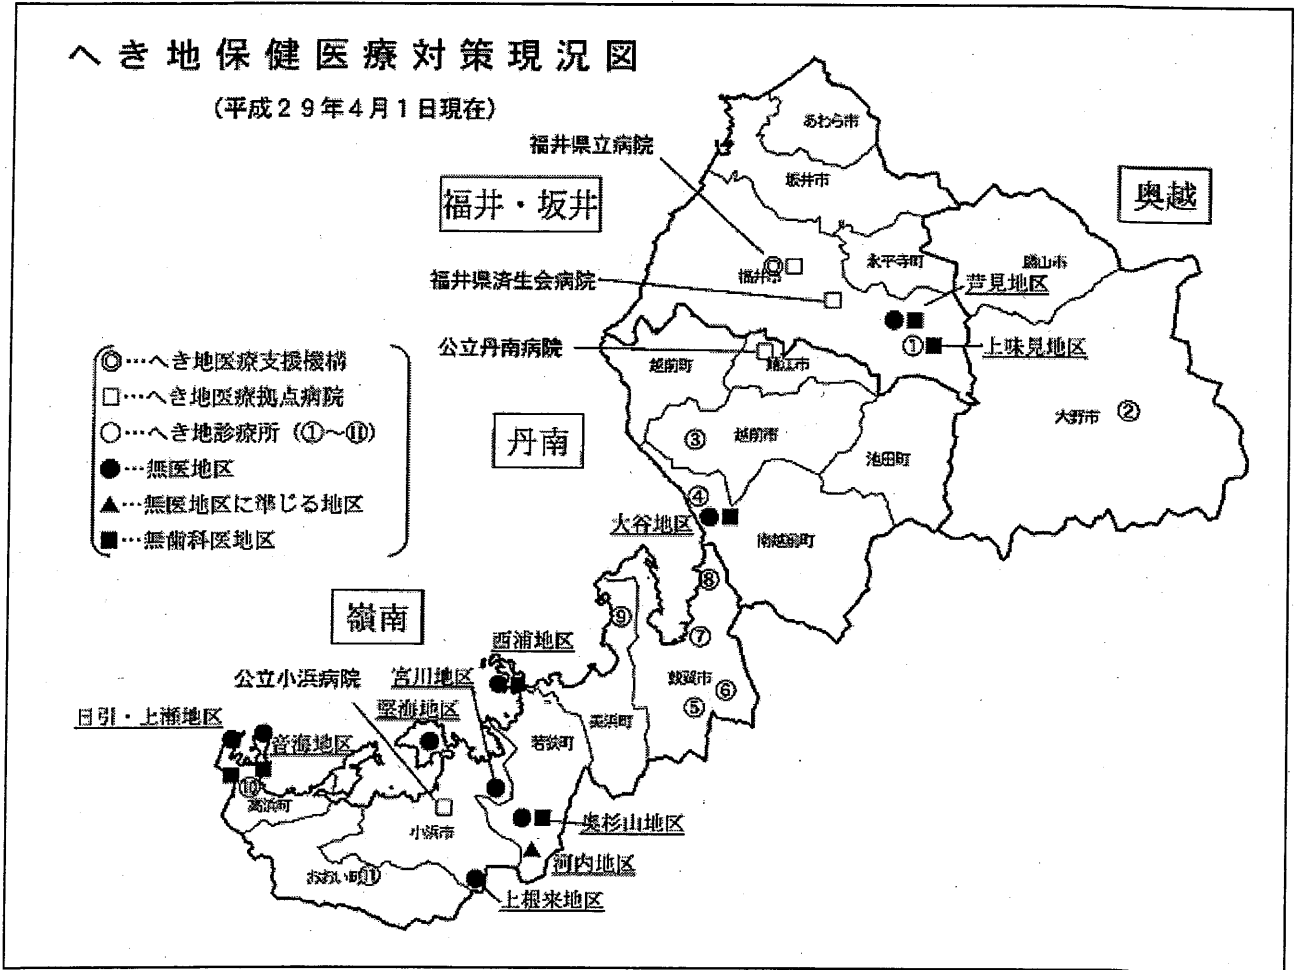 へき地保健医療対策現況図
(平成29年4月1日現在)
福井県立病院
福井・坂井
奥越
あわら市
坂井市
永平寺町
勝山市
福井市
福井県済生会病院
芦見地区
公立丹南病院
越前町
鯖江市
①
上味見地区
◎…へき地医療支援機構
□…へき地医療拠点病院
○…へき地診療所（①～⑪）
●…無医地区
▲…無医地区に準じる地区
■…無歯科医地区
丹南
③
越前市
池田町
大野市
②
④
大谷地区
南越前町
嶺南
⑧
⑨
⑦
西浦地区
公立小浜病院
宮川地区
敦賀市
⑥
⑤
堅海地区
日引・上瀬地区
音海地区
若狭町
美浜町
⑩
高浜町
小浜市
奥杉山地区
河内地区
おおい町
⑪
上根来地区